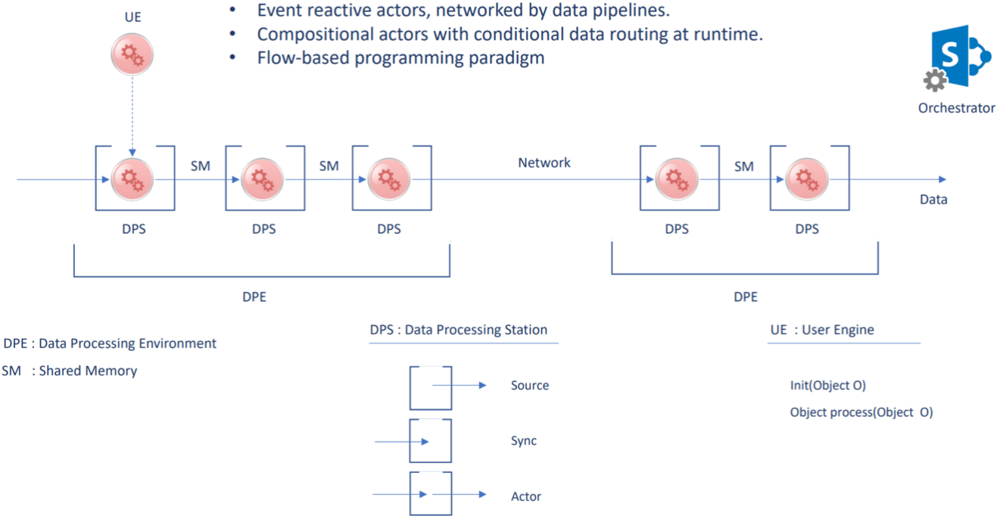 UE
• Event reactive actors, networked by data pipelines.
• Compositional actors with conditional data routing at runtime.
• Flow-based programming paradigm
S
Orchestrator
SM
SM
Network
SM
Data
DPS
DPS
DPS
DPS
DPS
DPE
DPE
DPE : Data Processing Environment
SM : Shared Memory
DPS : Data Processing Station
Source
Sync
Actor
UE : User Engine
Init(Object O)
Object process(Object O)